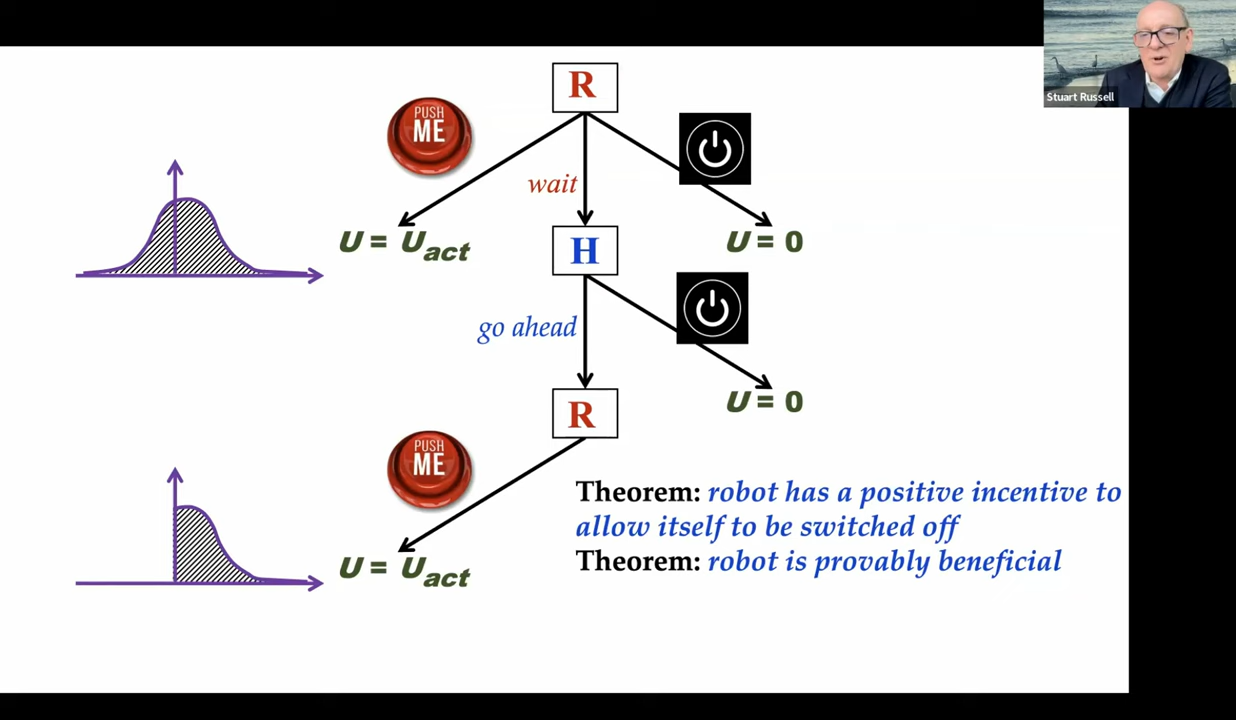 Stuart Russell
R
PUSH
ME
wait
U = Uact
U = 0
H
go ahead
U = 0
R
PUSH
ME
U = Uact
Theorem: robot has a positive incentive to
allow itself to be switched off
Theorem: robot is provably beneficial